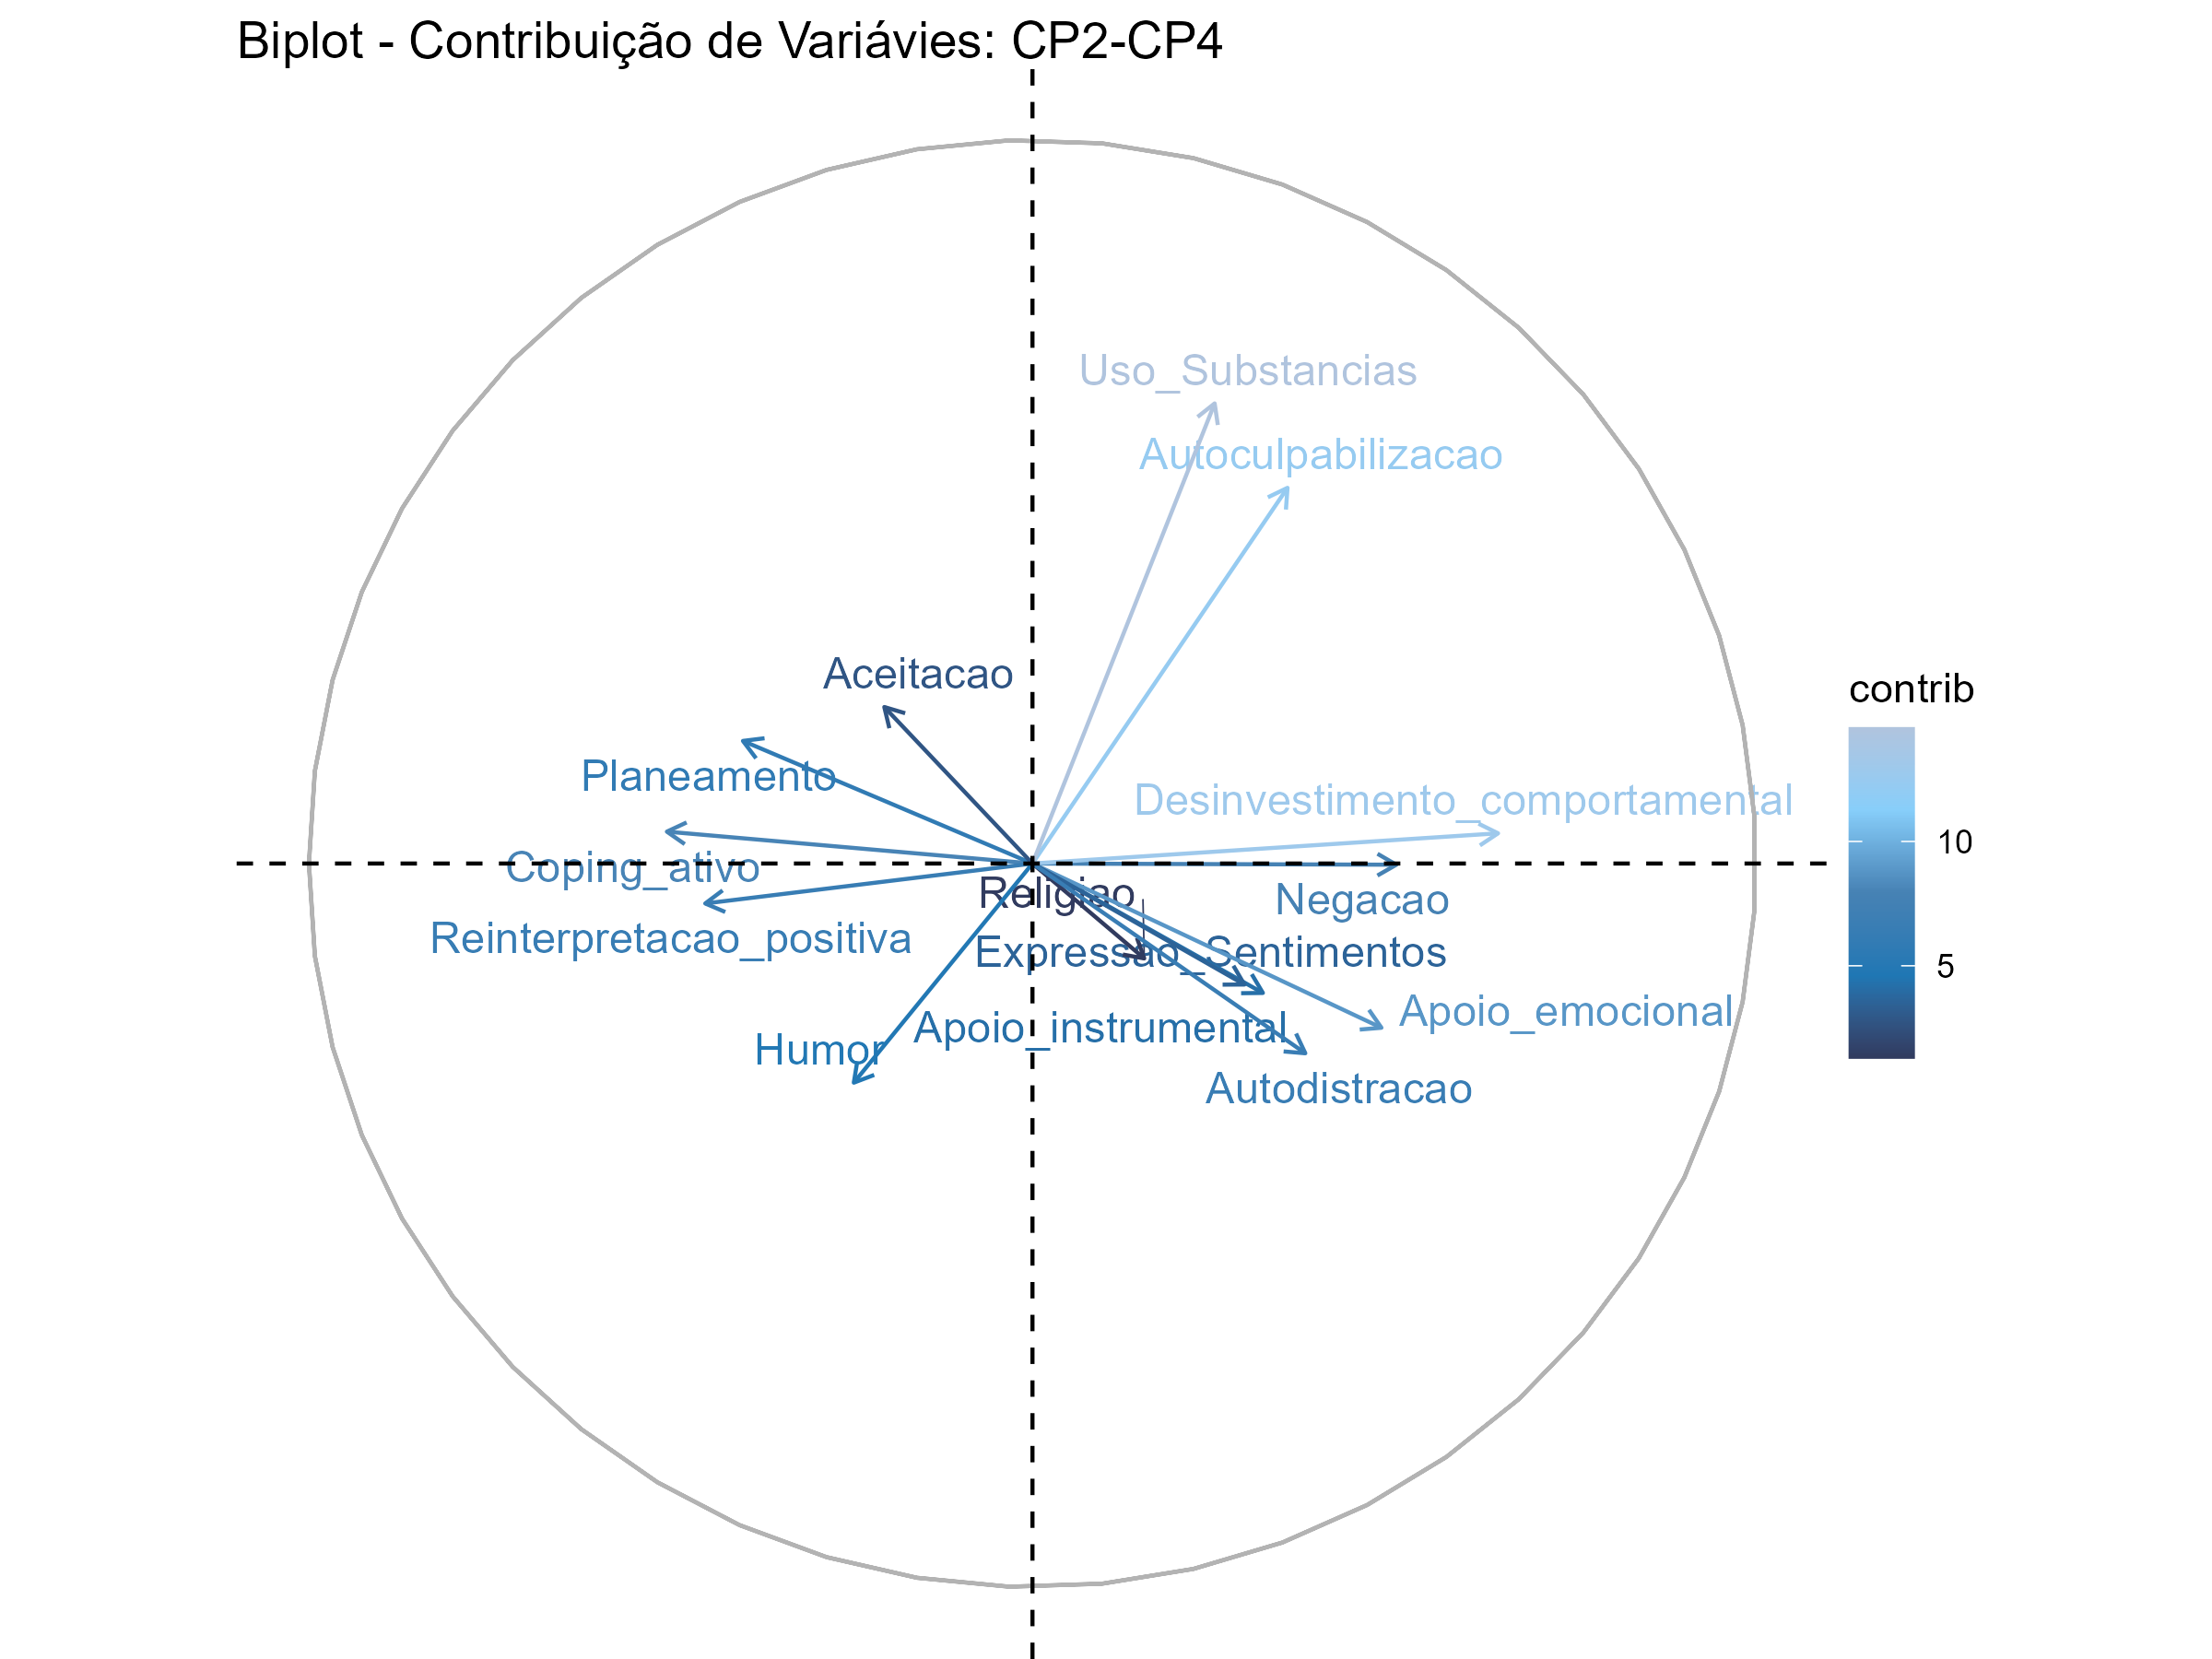 Biplot - Contribuição de Variávies: CP2-CP4
Uso_Substancias
Autoculpabilizacao
Aceitacao
contrib
Planeamento
Desinvestimento_comportamental
10
Coping_ativo
Religiao
Negacao
Reinterpretacao_positiva
Expressao_Sentimentos
5
Apoio_emocional
Apoio_instrumental
Humor
Autodistracao